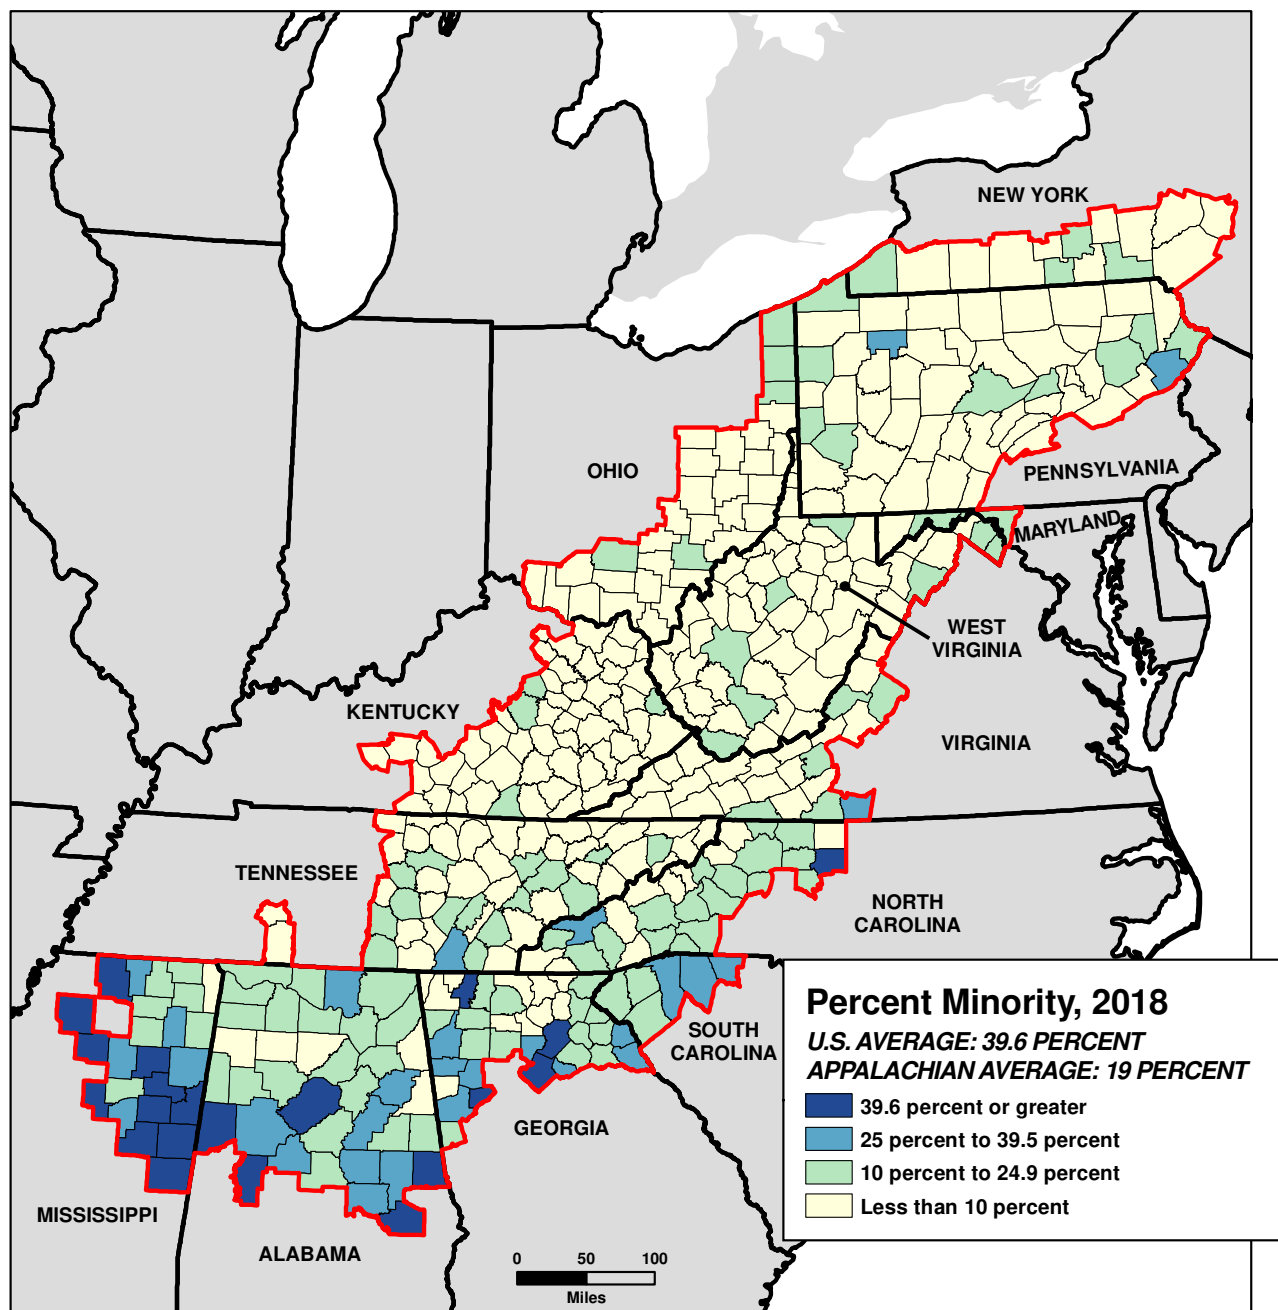 NEW YORK
OHIO
PENNSYLVANIA
MARYLAND
WEST
VIRGINIA
KENTUCKY
VIRGINIA
TENNESSEE
NORTH
CAROLINA
SOUTH
CAROLINA
GEORGIA
MISSISSIPPI
ALABAMA
Percent Minority, 2018
U.S. AVERAGE: 39.6 PERCENT
APPALACHIAN AVERAGE: 19 PERCENT
39.6 percent or greater
25 percent to 39.5 percent
10 percent to 24.9 percent
Less than 10 percent
0 50 100
Miles